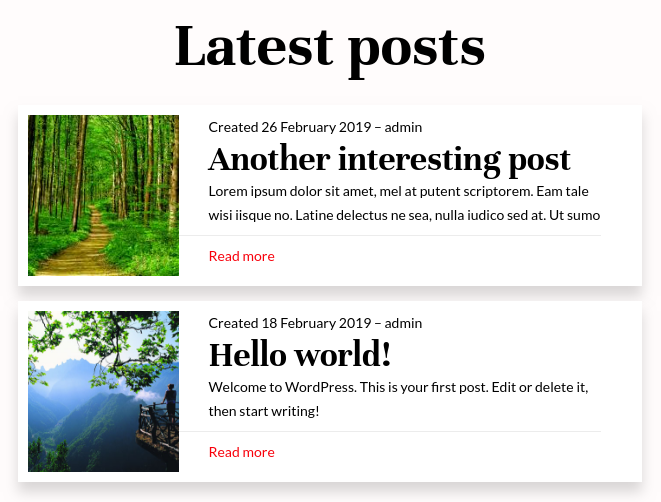 Latest posts
Created 26 February 2019 – admin
Another interesting post
Lorem ipsum dolor sit amet, mel at putent scriptorem. Eam tale
wisi iisque no. Latine delectus ne sea, nulla iudico sed at. Ut sumo
Read more
Created 18 February 2019 – admin
Hello world!
Welcome to WordPress. This is your first post. Edit or delete it,
then start writing!
Read more